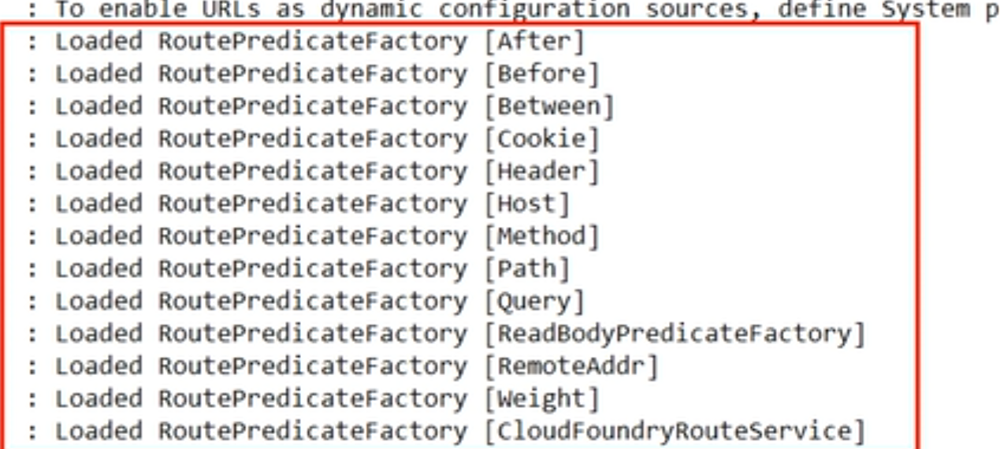 : To enable URLs as dynamic configuration sources, define System p
: Loaded RoutePredicateFactory [After]
: Loaded RoutePredicateFactory [Before]
: Loaded RoutePredicateFactory [Between]
: Loaded RoutePredicateFactory [Cookie]
: Loaded RoutePredicateFactory [Header]
: Loaded RoutePredicateFactory [Host]
: Loaded RoutePredicateFactory [Method]
: Loaded RoutePredicateFactory [Path]
: Loaded RoutePredicateFactory [Query]
: Loaded RoutePredicateFactory [ReadBodyPredicateFactory]
: Loaded RoutePredicateFactory [RemoteAddr]
: Loaded RoutePredicateFactory [Weight]
: Loaded RoutePredicateFactory [CloudFoundryRouteService]